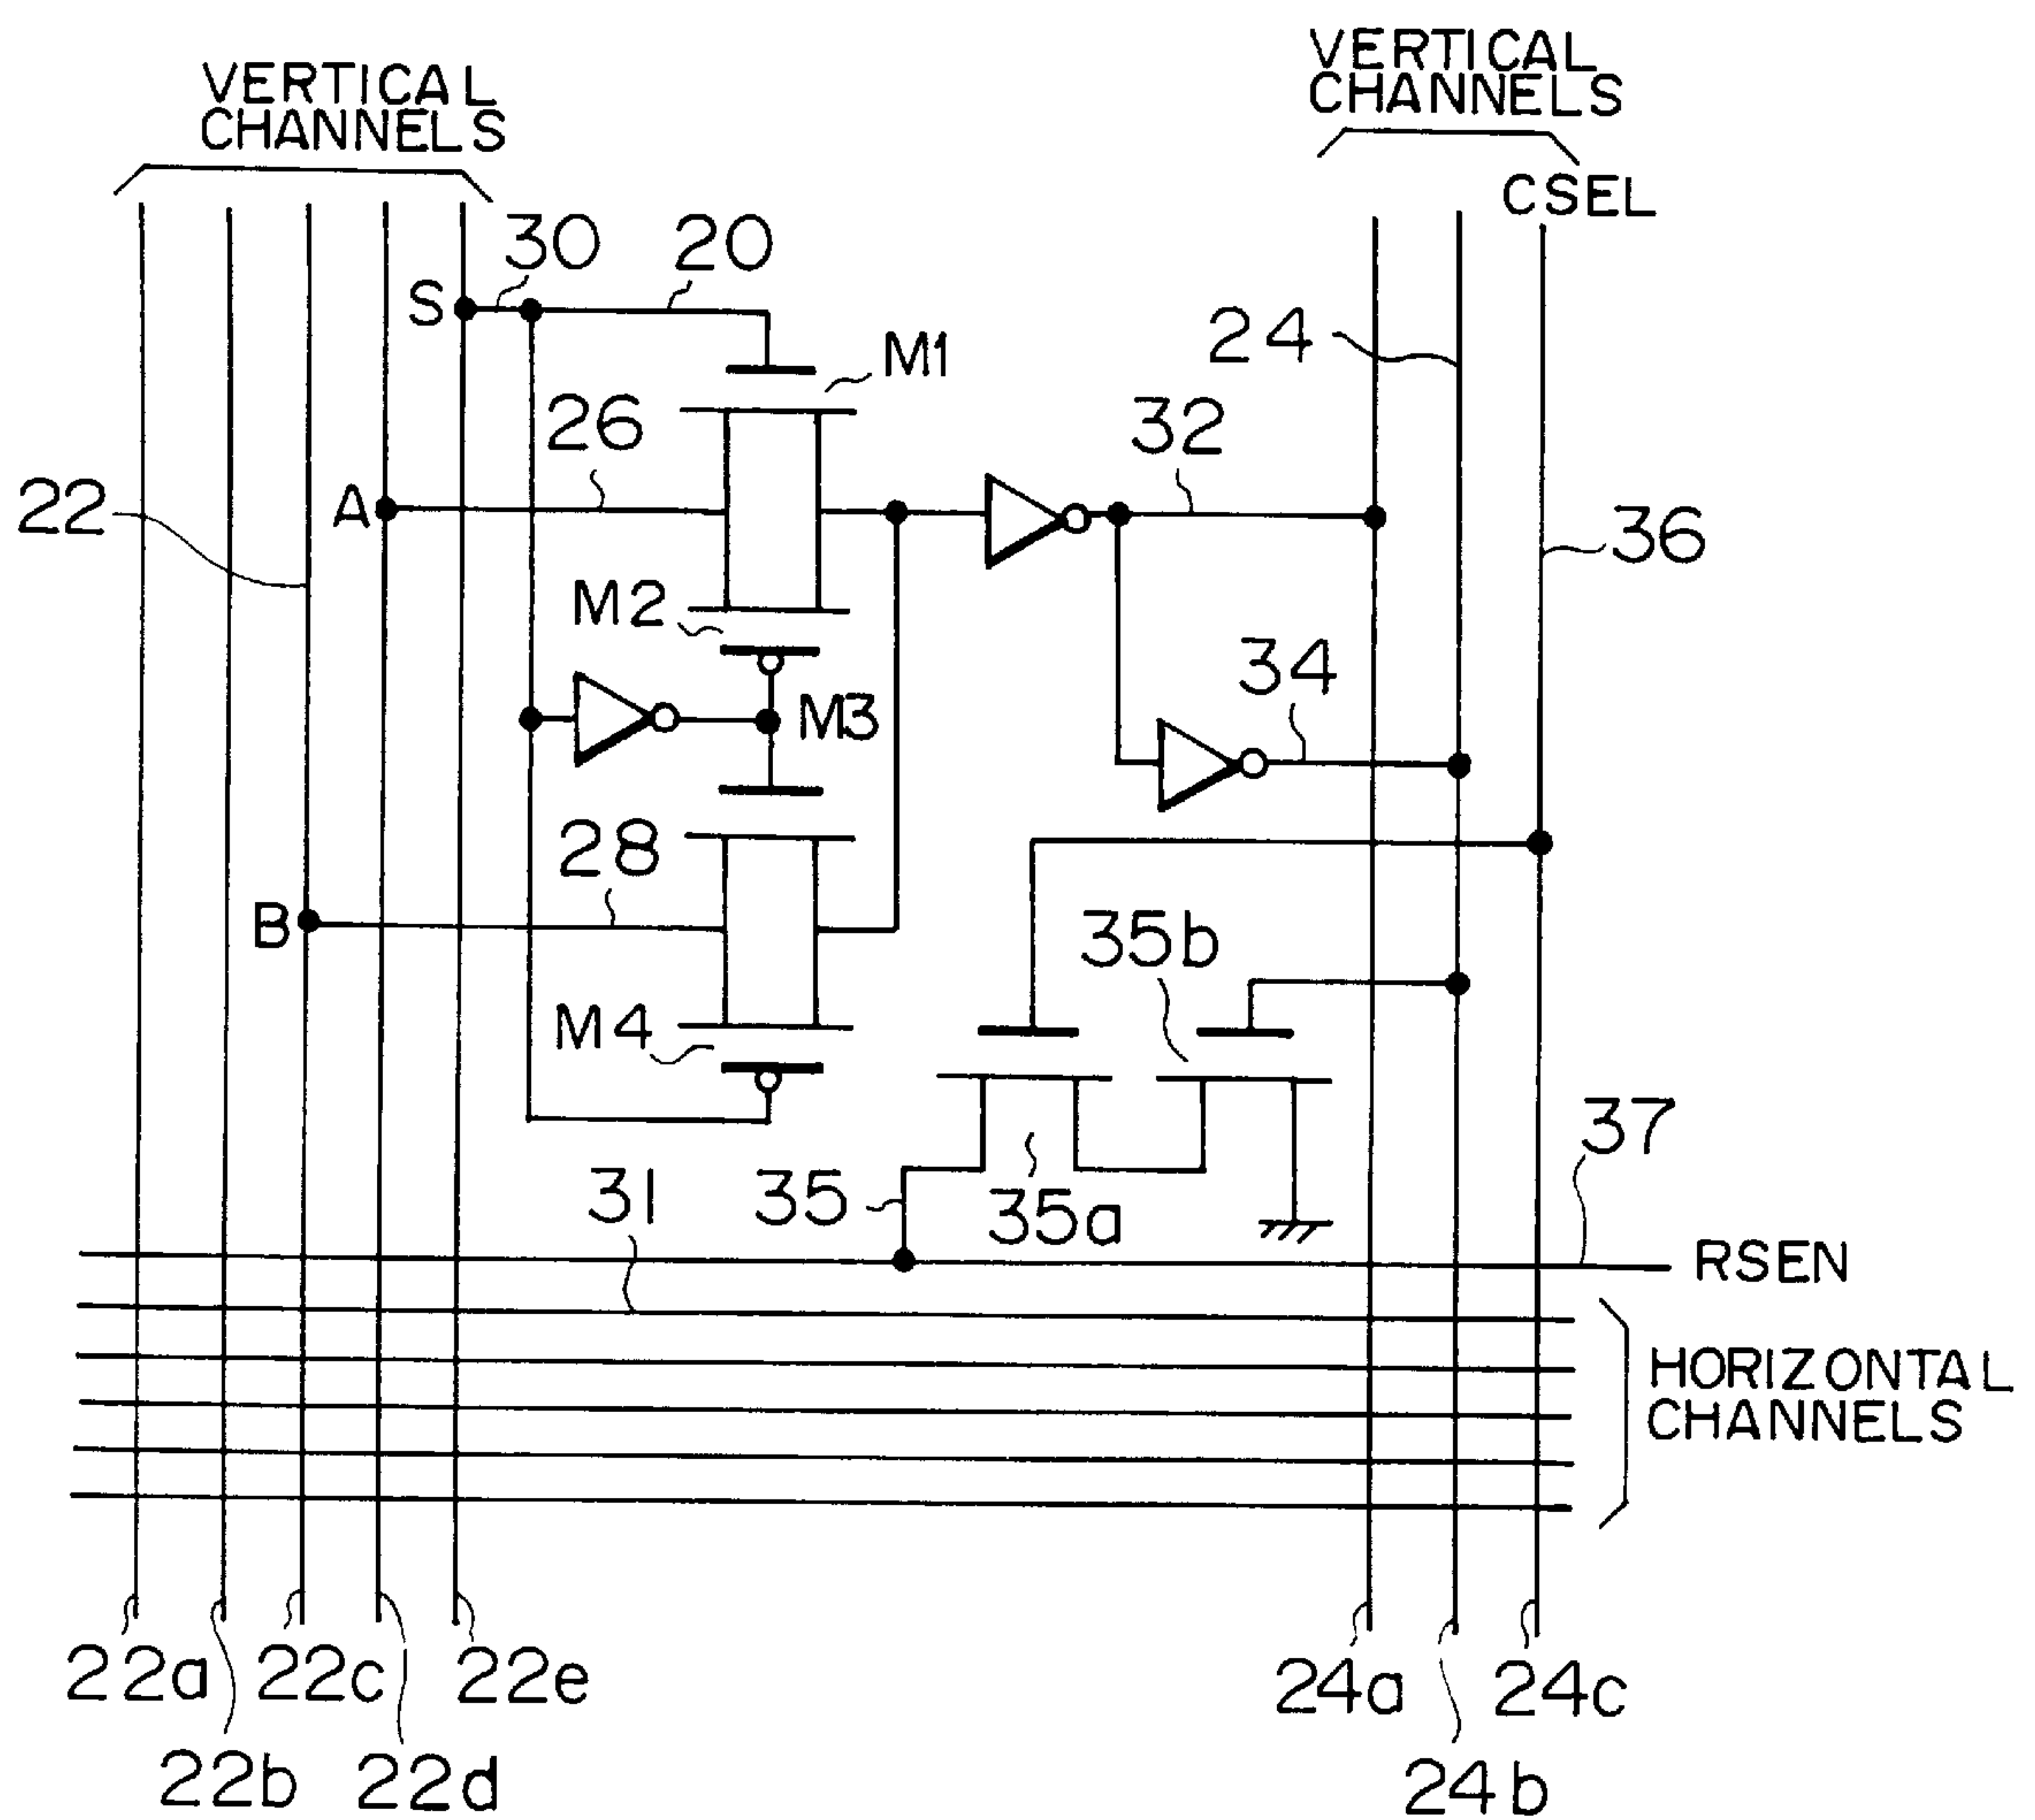 VERTICAL
CHANNELS
VERTICAL
CHANNELS
CSEL
30
20
S
M1
24
26
32
22
A
36
M2
34
M3
28
B
35b
M4
37
31
35
35a
RSEN
HORIZONTAL
CHANNELS
22a
22c
22e
24a
24c
22b
22d
24b